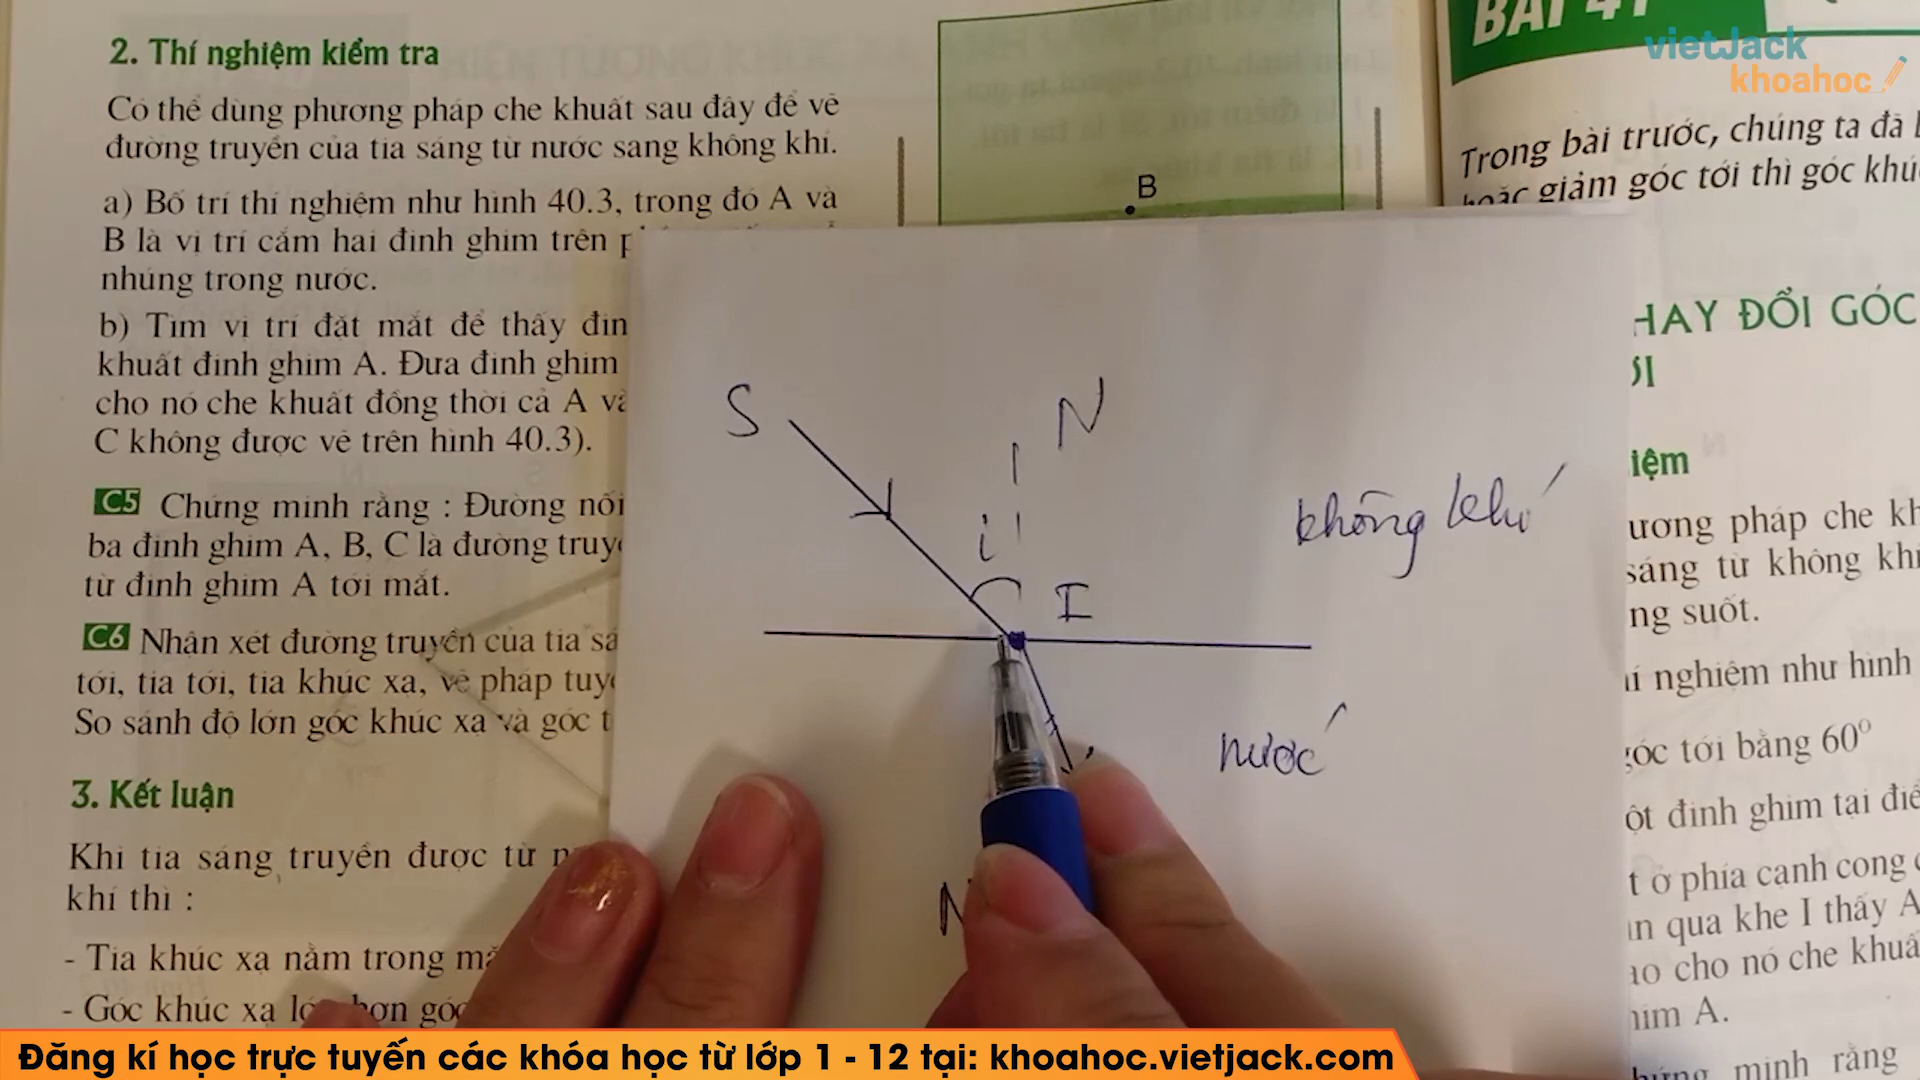 2. Thí nghiệm kiểm tra
Có thể dùng phương pháp che khuất sau đây để vẽ
đường truyền của tia sáng từ nước sang không khí.
a) Bố trí thí nghiệm như hình 40.3, trong đó A và
B là vị trí cắm hai đinh ghim trên
nhúng trong nước.
b) Tìm vị trí đặt mắt để thấy đin
khuất đinh ghim A. Đưa đinh ghim
cho nó che khuất đồng thời cả A và
C không được vẽ trên hình 40.3).
C5 Chứng minh rằng : Đường nối
ba đinh ghim A, B, C là đường truy
từ đinh ghim A tới mắt.
C6 Nhận xét đường truyền của tia sá
tới, tia tới, tia khúc xạ, vẽ pháp tuy
So sánh độ lớn góc khúc xạ và góc t
3. Kết luận
Khi tia sáng truyền được từ n
khí thì :
- Tia khúc xạ nằm trong mặ
- Góc khúc xạ lớn hơn góc
B
S
N
i
I
không khí
nước
N
BÀI 41
vietJack
khoahoc
Trong bài trước, chúng ta đã
hoặc giảm góc tới thì góc khú
HAY ĐỔI GÓC
ỚI
iệm
ương pháp che kh
sáng từ không khí
ng suốt.
í nghiệm như hình
góc tới bằng 60°
ột đinh ghim tại điể
t ở phía cạnh cong
n qua khe I thấy A
ao cho nó che khuấ
him A.
minh rằng
Đăng kí học trực tuyến các khóa học từ lớp 1 - 12 tại: khoahoc.vietjack.com